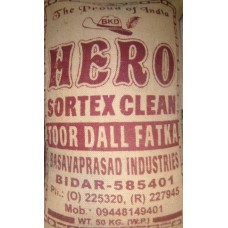 The Proud of India
BKD
HERO
SORTEX CLEAN
TOOR DALL FATKA
BASAVAPRASAD INDUSTRIES
BIDAR-585401
PH.: (O) 225320, (R) 227945
Mob.: 09448149401
WT. 50 KG. (W.P.)